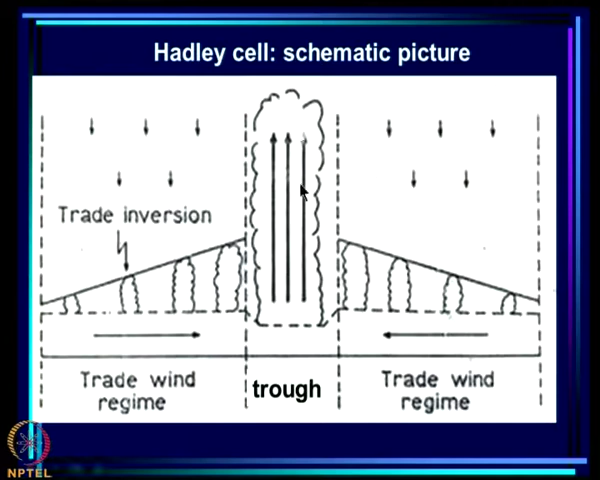 Hadley cell: schematic picture
Trade inversion
Trade wind
regime
trough
Trade wind
regime
NPTEL